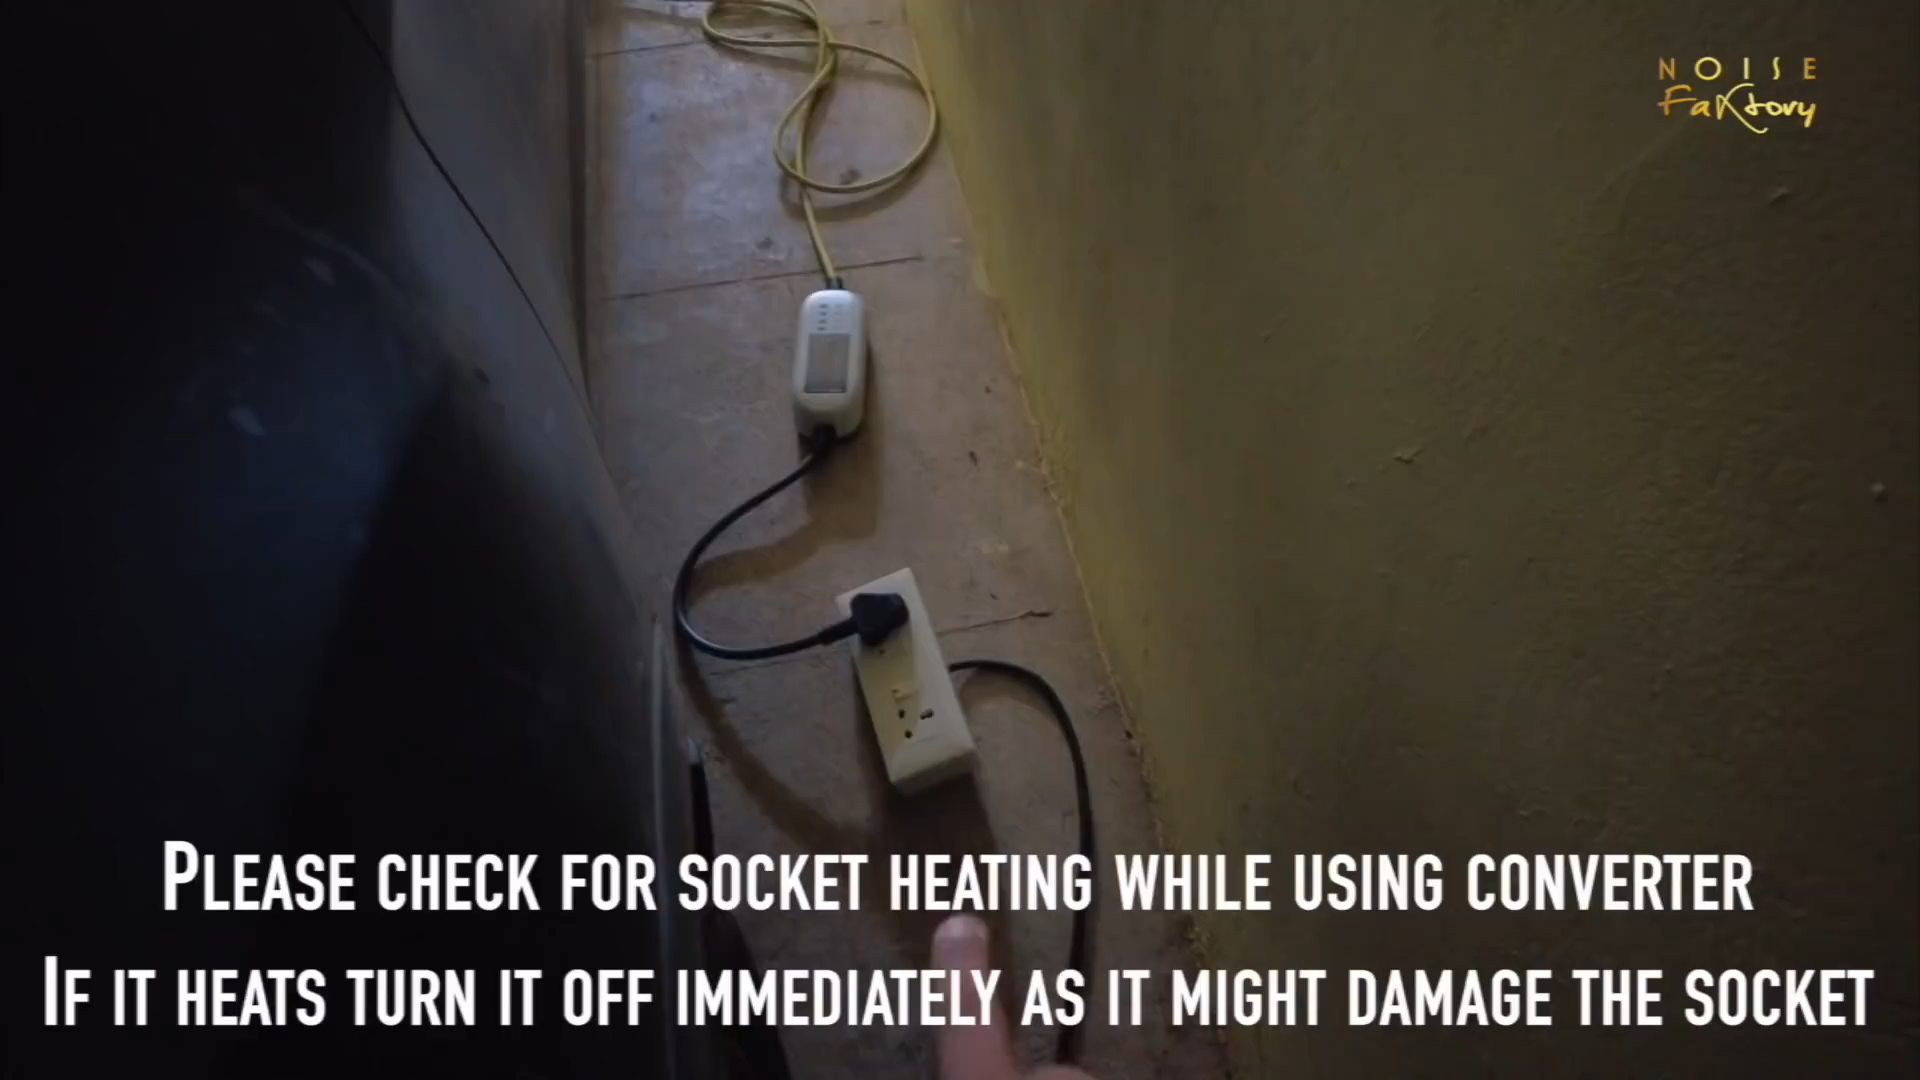 NOISE
Faktory
PLEASE CHECK FOR SOCKET HEATING WHILE USING CONVERTER
IF IT HEATS TURN IT OFF IMMEDIATELY AS IT MIGHT DAMAGE THE SOCKET